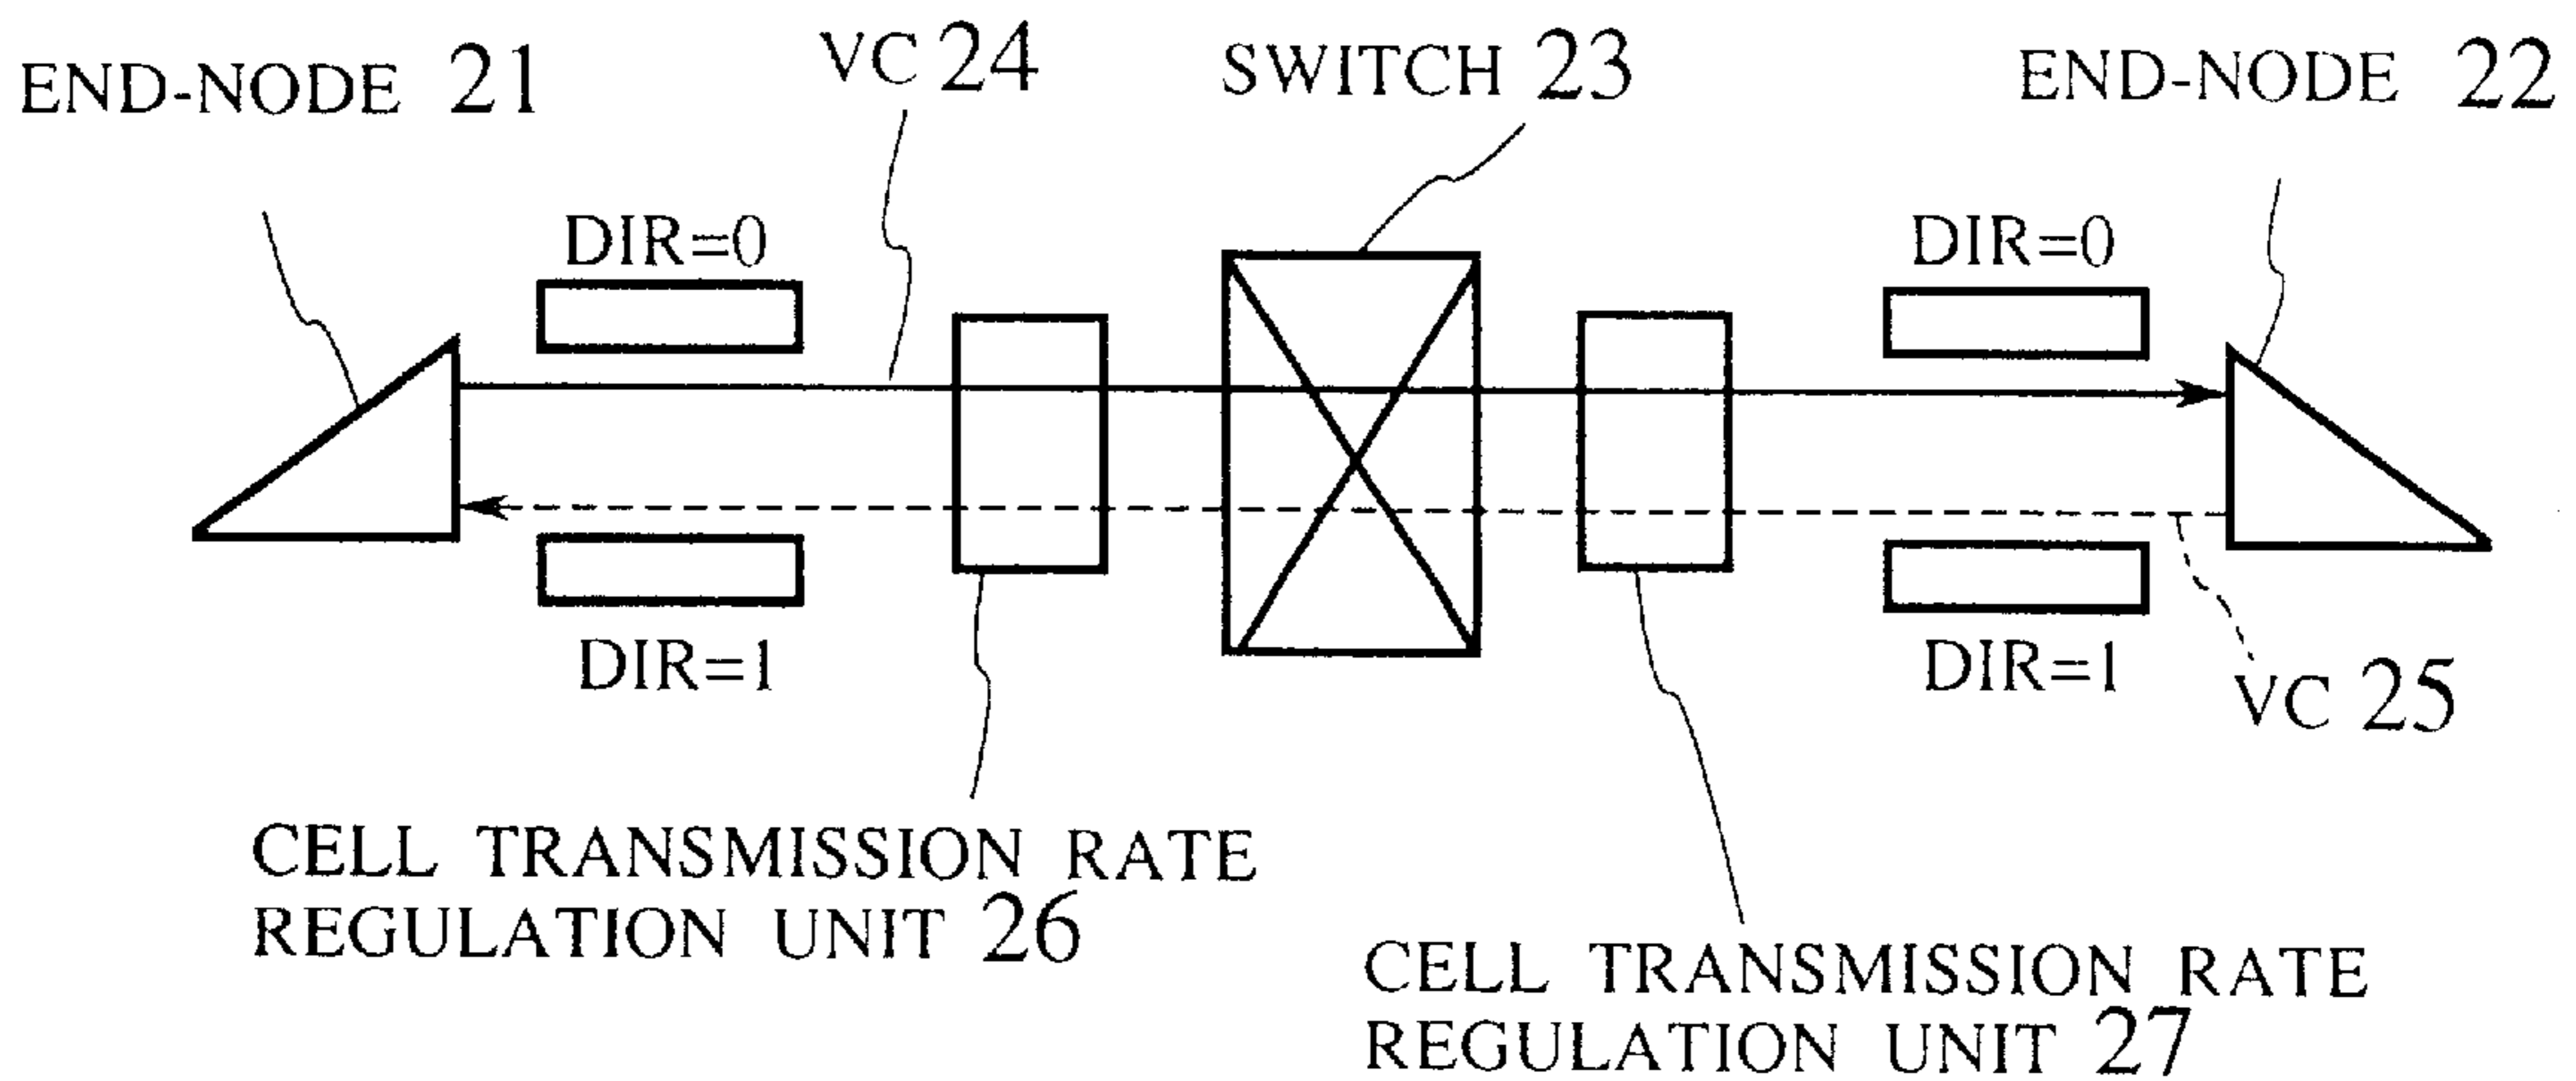 END-NODE 21
VC 24
SWITCH 23
END-NODE 22
DIR=0
DIR=0
DIR=1
DIR=1
VC 25
CELL TRANSMISSION RATE
REGULATION UNIT 26
CELL TRANSMISSION RATE
REGULATION UNIT 27